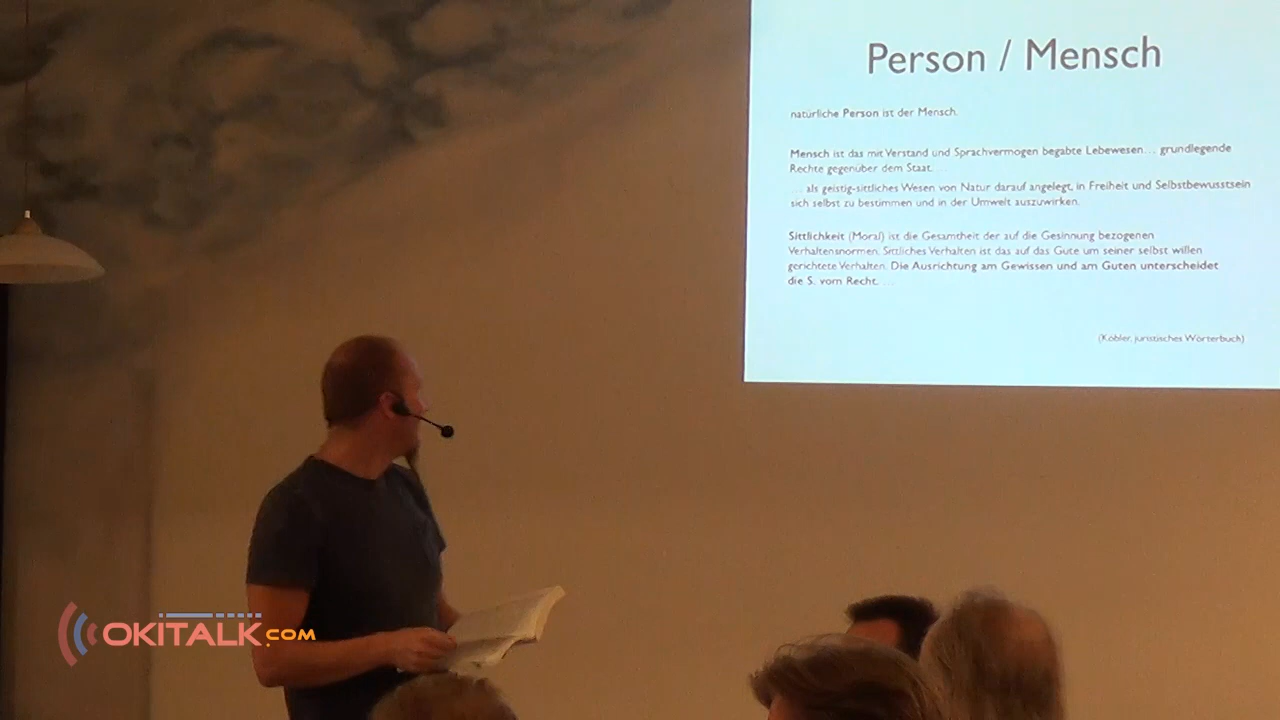 Person / Mensch
natürliche Person ist der Mensch.
Mensch ist das mit Verstand und Sprachvermögen begabte Lebewesen… grundlegende
Rechte gegenüber dem Staat.
… als geistig-sittliches Wesen von Natur darauf angelegt, in Freiheit und Selbstbewusstsein
sich selbst zu bestimmen und in der Umwelt auszuwirken.
Sittlichkeit (Moral) ist die Gesamtheit der auf die Gesinnung bezogenen
Verhaltensnormen. Sittliches Verhalten ist das auf das Gute um seiner selbst willen
gerichtete Verhalten. Die Ausrichtung am Gewissen und am Guten unterscheidet
die S. vom Recht. …
(Köbler, juristisches Wörterbuch)
OKITALK.COM